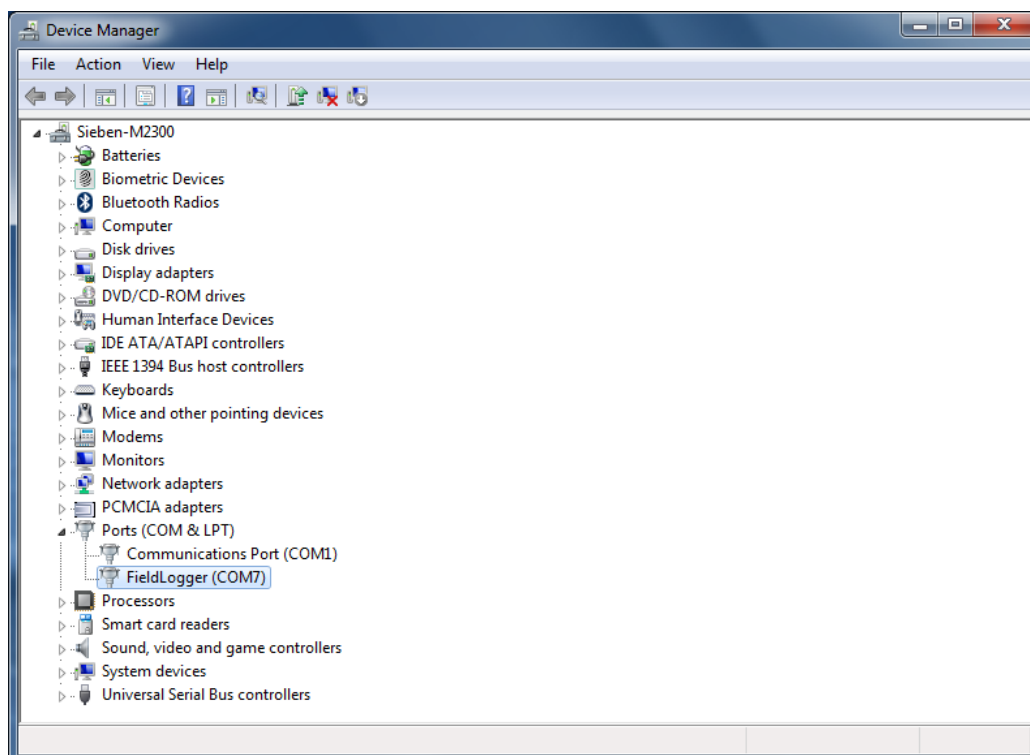 Device Manager
File Action View Help
Sieben-M2300
Batteries
Biometric Devices
Bluetooth Radios
Computer
Disk drives
Display adapters
DVD/CD-ROM drives
Human Interface Devices
IDE ATA/ATAPI controllers
IEEE 1394 Bus host controllers
Keyboards
Mice and other pointing devices
Modems
Monitors
Network adapters
PCMCIA adapters
Ports (COM & LPT)
Communications Port (COM1)
FieldLogger (COM7)
Processors
Smart card readers
Sound, video and game controllers
System devices
Universal Serial Bus controllers